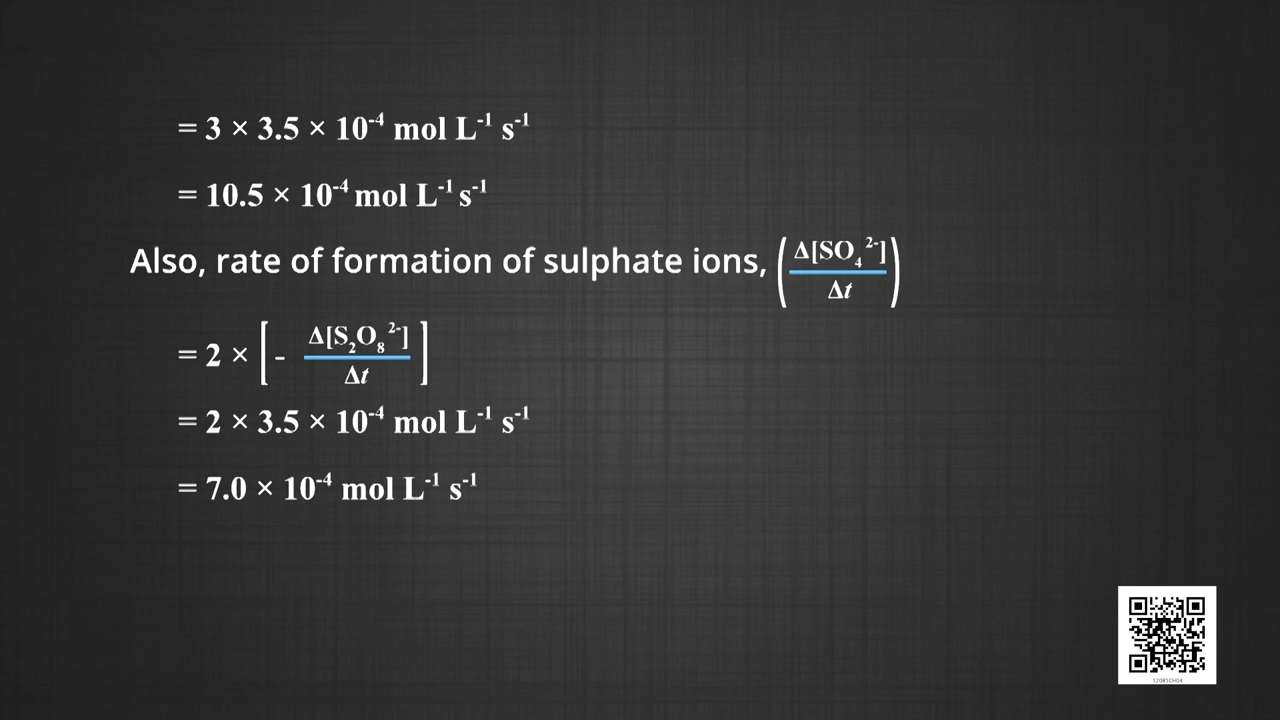 = 3 × 3.5 × 10⁻⁴ mol L⁻¹ s⁻¹
= 10.5 × 10⁻⁴ mol L⁻¹ s⁻¹
Also, rate of formation of sulphate ions, (Δ[SO₄²⁻]/Δt)
= 2 × [- Δ[S₂O₈²⁻]/Δt]
= 2 × 3.5 × 10⁻⁴ mol L⁻¹ s⁻¹
= 7.0 × 10⁻⁴ mol L⁻¹ s⁻¹